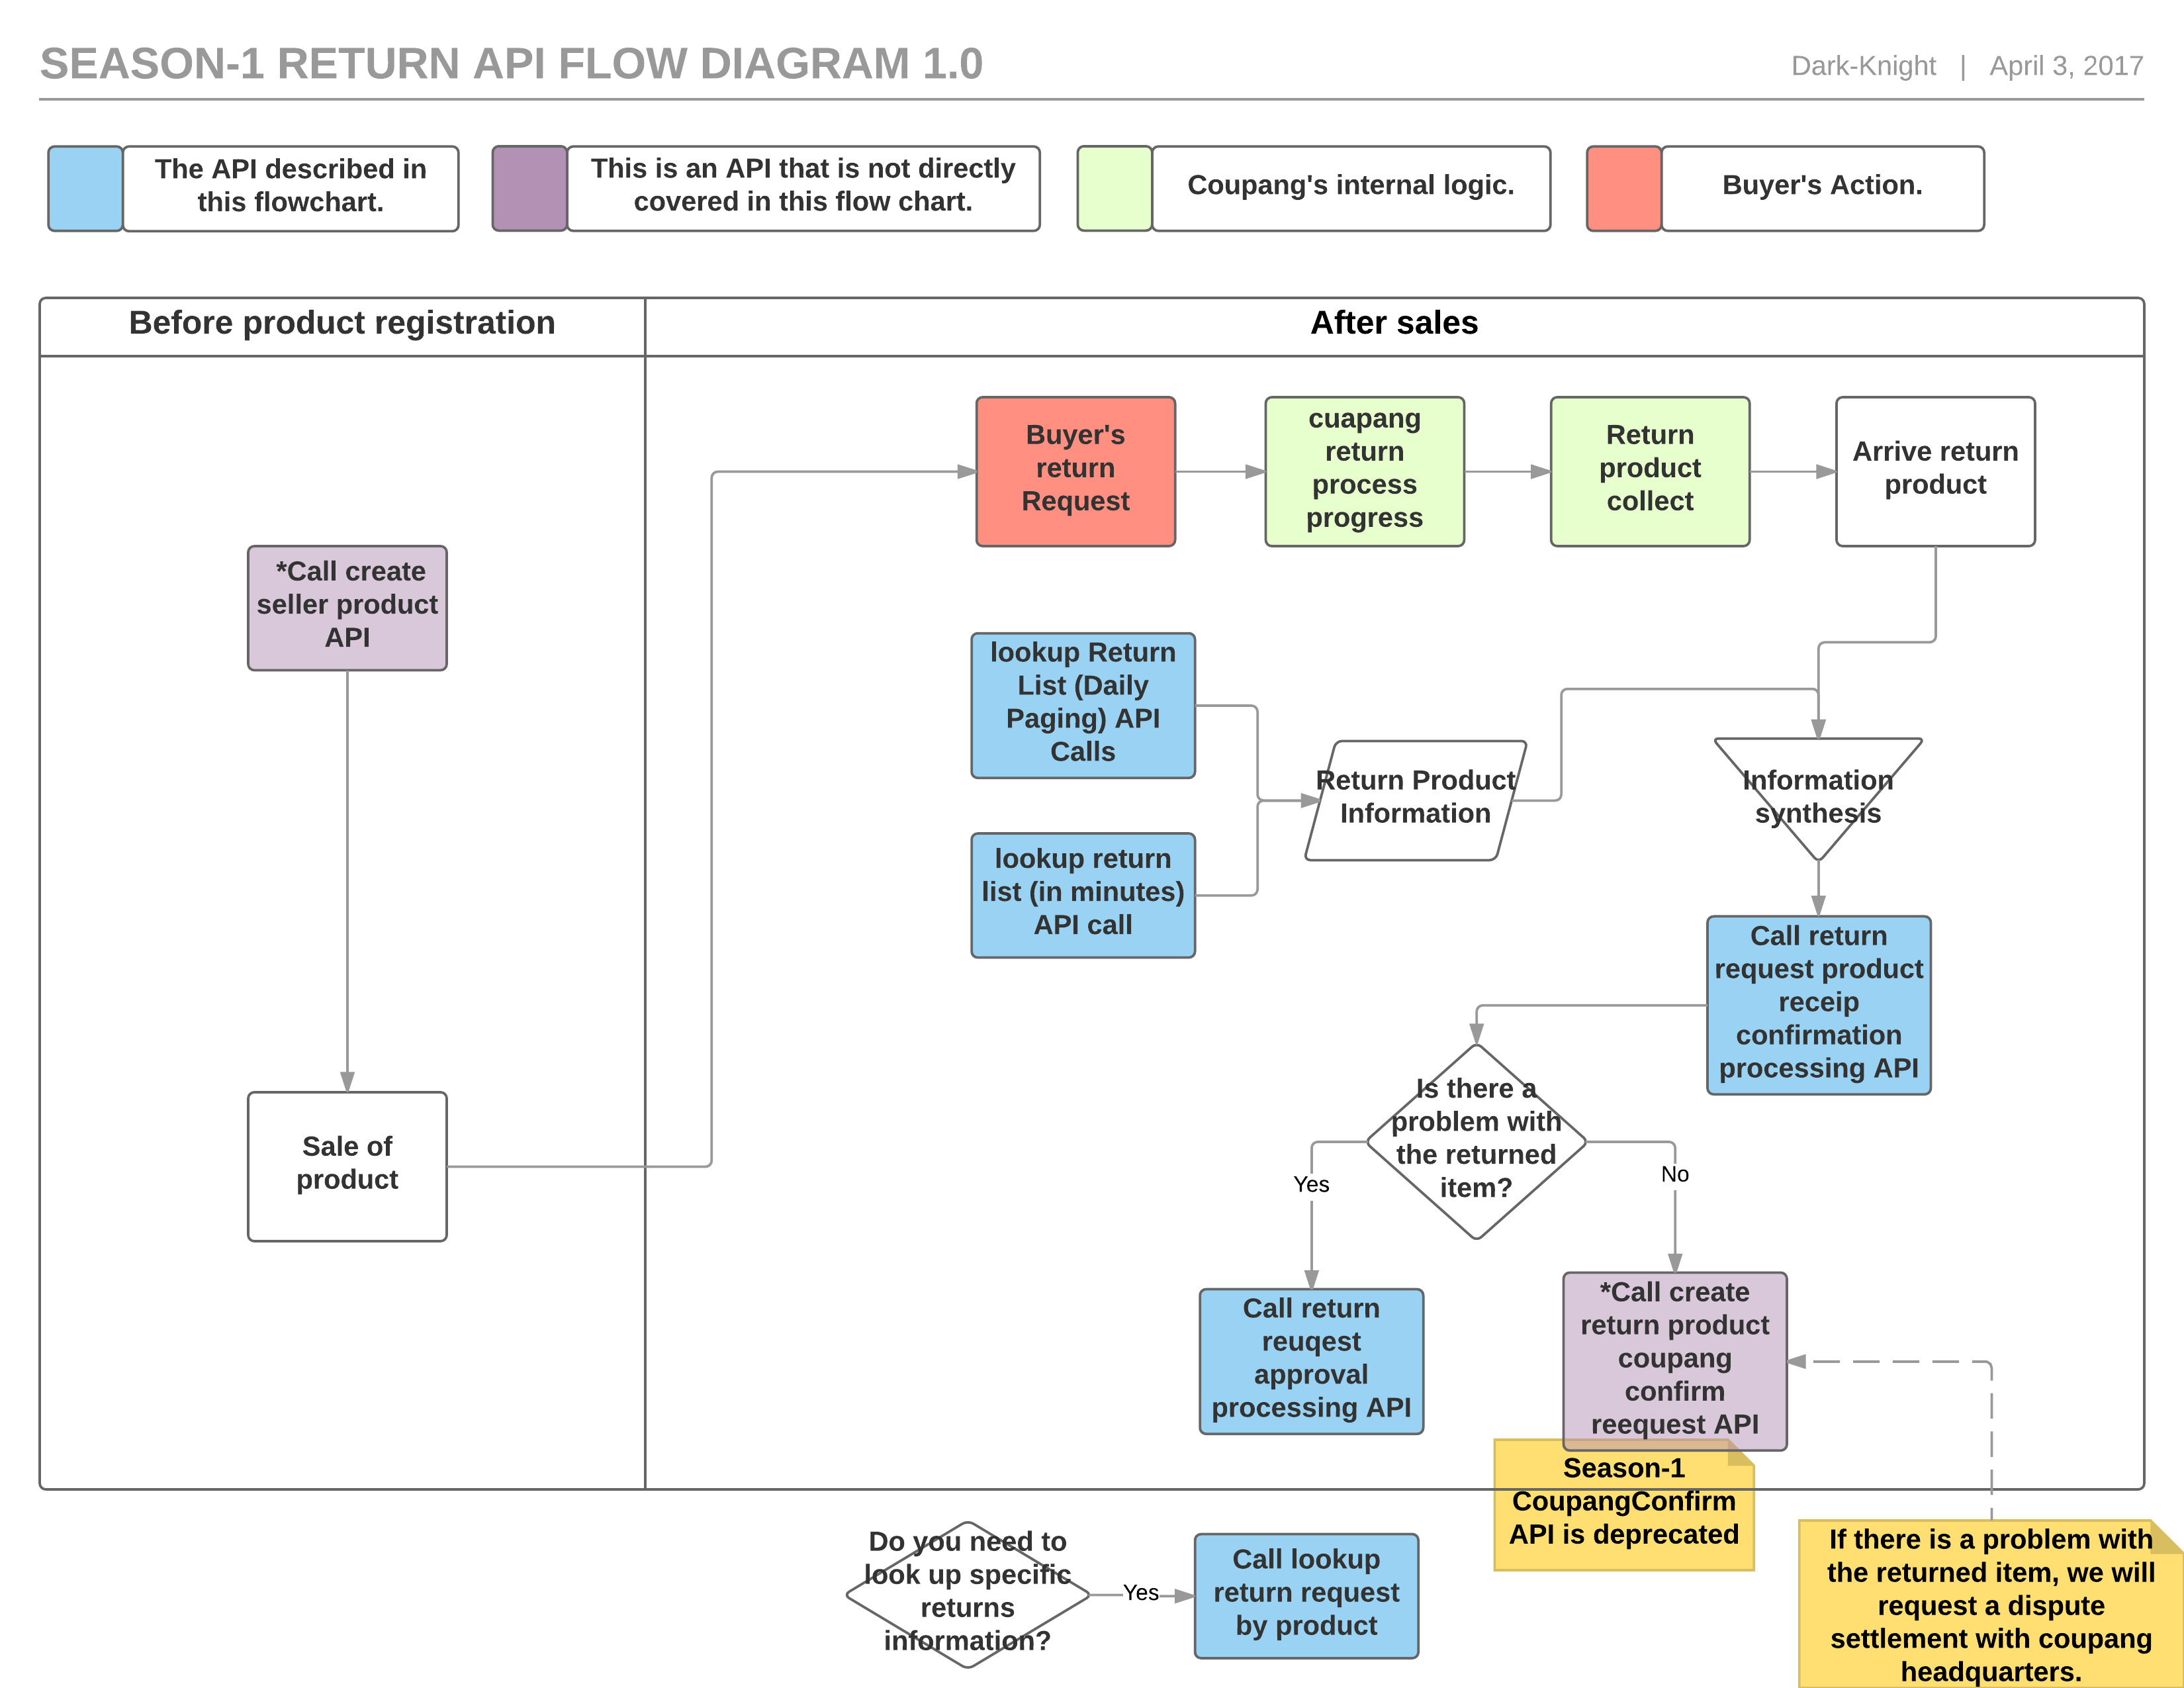 SEASON-1 RETURN API FLOW DIAGRAM 1.0
Dark-Knight | April 3, 2017
The API described in
this flowchart.
This is an API that is not directly
covered in this flow chart.
Coupang's internal logic.
Buyer's Action.
Before product registration
After sales
Buyer's
return
Request
cuapang
return
process
progress
Return
product
collect
Arrive return
product
*Call create
seller product
API
lookup Return
List (Daily
Paging) API
Calls
Return Product
Information
Information
synthesis
lookup return
list (in minutes)
API call
Call return
request product
receip
confirmation
processing API
Is there a
problem with
the returned
item?
Sale of
product
Yes
No
Call return
reuqest
approval
processing API
*Call create
return product
coupang
confirm
reequest API
Season-1
CoupangConfirm
API is deprecated
Do you need to
look up specific
returns
information?
Yes
Call lookup
return request
by product
If there is a problem with
the returned item, we will
request a dispute
settlement with coupang
headquarters.